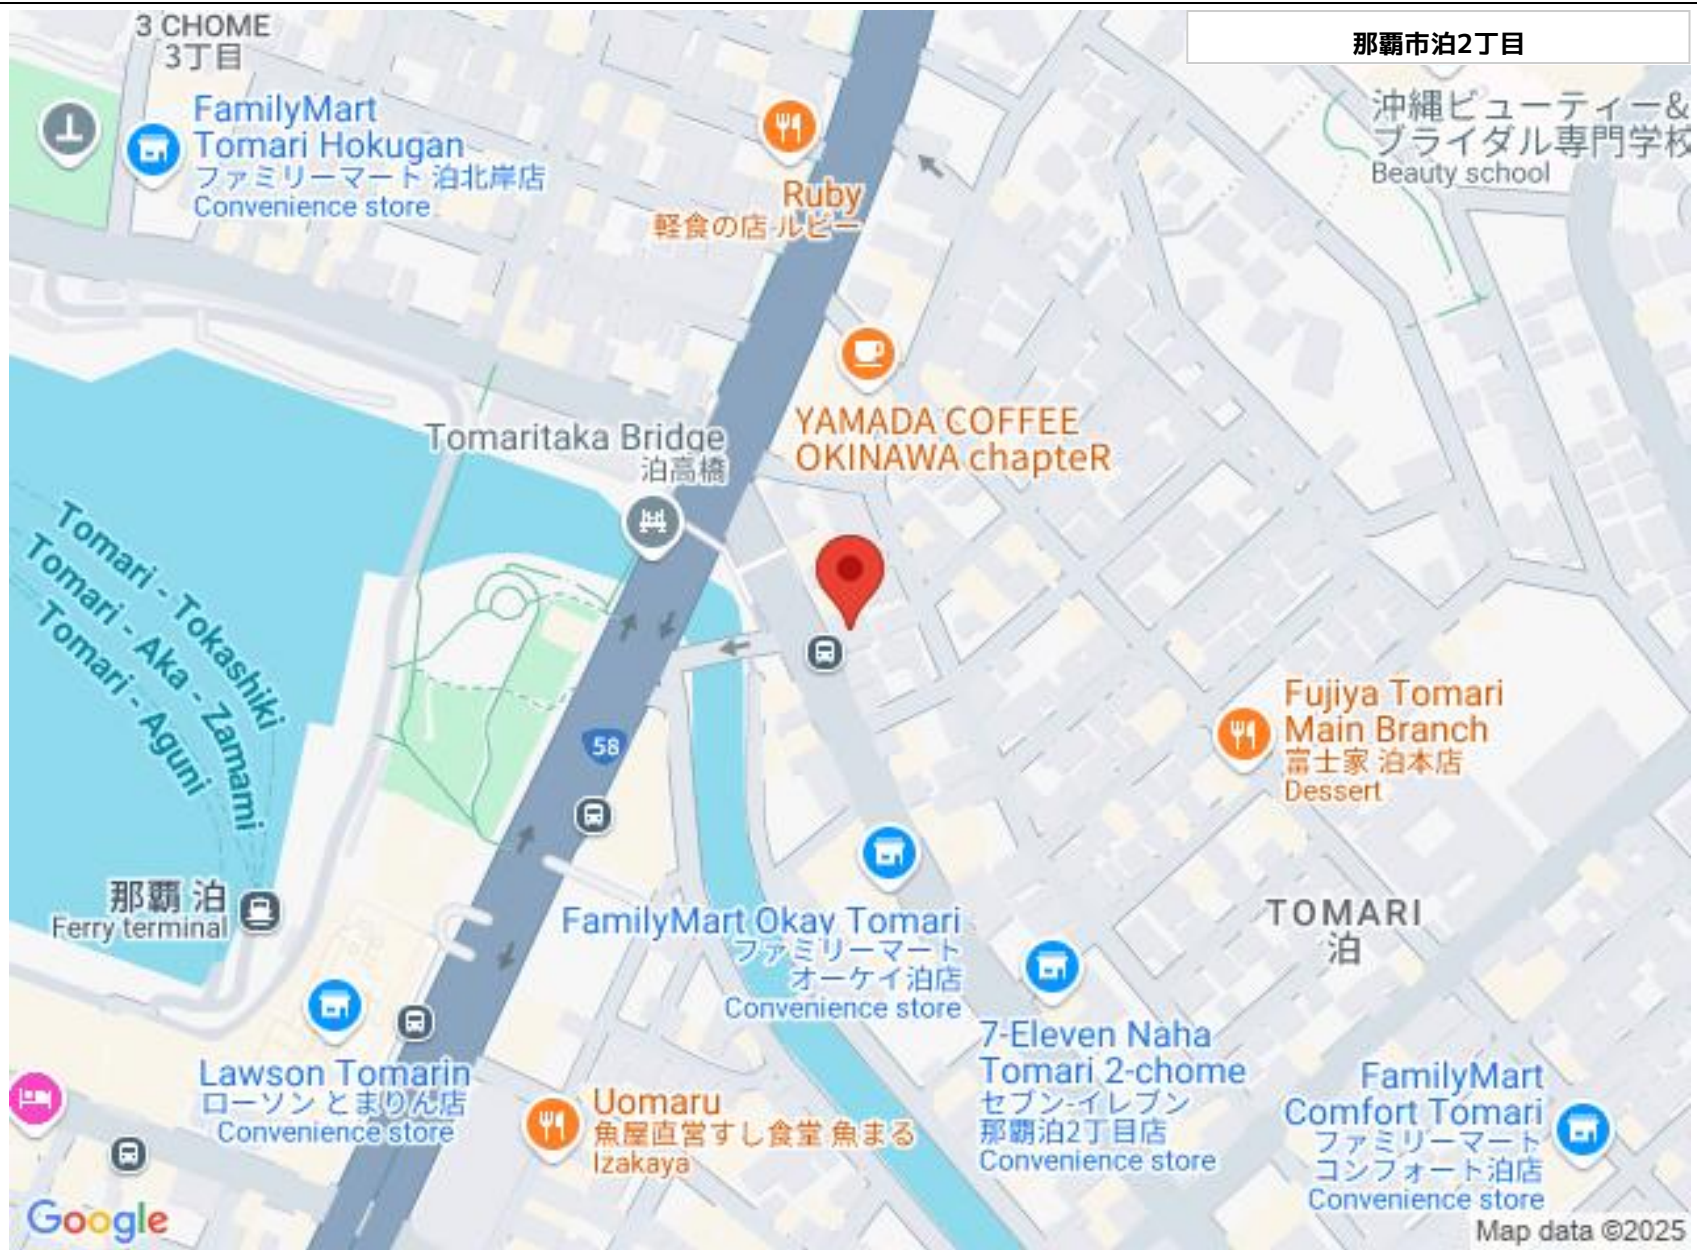 那覇市泊2丁目
3 CHOME
3丁目
FamilyMart
Tomari Hokugan
ファミリーマート 泊北岸店
Convenience store
Ruby
軽食の店 ルビー
沖縄ビューティー&
ブライダル専門学校
Beauty school
YAMADA COFFEE
OKINAWA chapteR
Tomaritaka Bridge
泊高橋
Tomari - Tokashiki
Tomari - Aka - Zamami
Tomari - Aguni
58
Fujiya Tomari
Main Branch
富士家 泊本店
Dessert
那覇 泊
Ferry terminal
FamilyMart Okay Tomari
ファミリーマート
オーケイ泊店
Convenience store
TOMARI
泊
Lawson Tomarin
ローソン とまりん店
Convenience store
Uomaru
魚屋直営すし食堂 魚まる
Izakaya
7-Eleven Naha
Tomari 2-chome
セブン-イレブン
那覇泊2丁目店
Convenience store
FamilyMart
Comfort Tomari
ファミリーマート
コンフォート泊店
Convenience store
Google
Map data ©2025